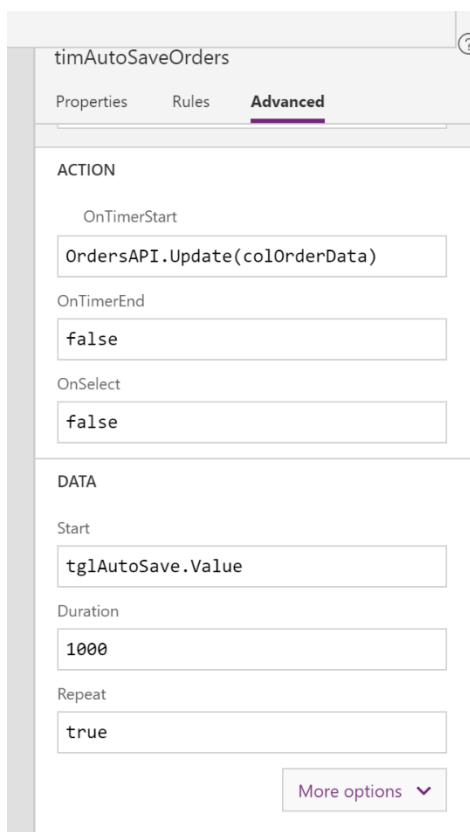 timAutoSaveOrders
Properties Rules Advanced
ACTION
OnTimerStart
OrdersAPI.Update(colOrderData)
OnTimerEnd
false
OnSelect
false
DATA
Start
tglAutoSave.Value
Duration
1000
Repeat
true
More options